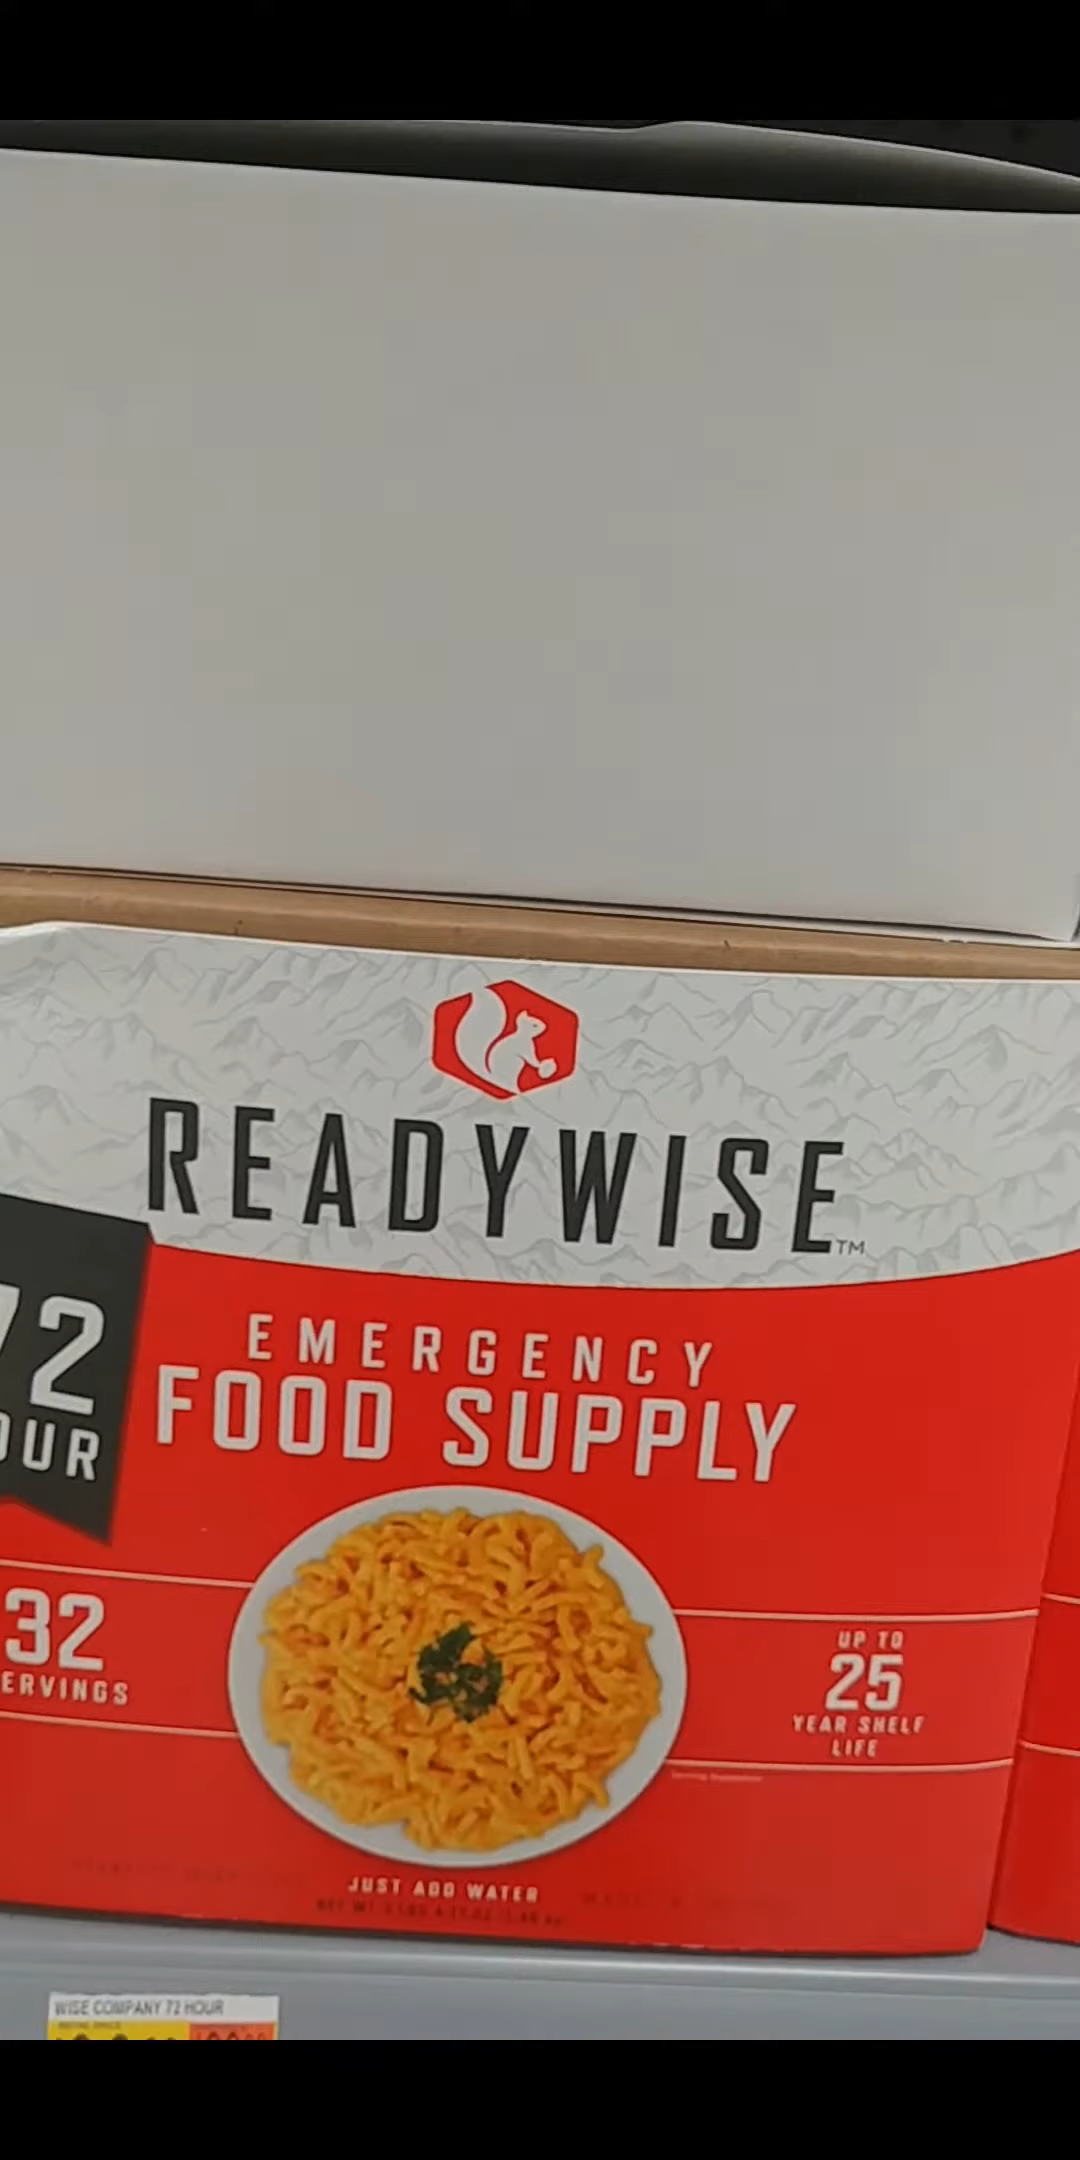 READYWISE™
72
OUR
EMERGENCY
FOOD SUPPLY
32
ERVINGS
UP TO
25
YEAR SHELF
LIFE
JUST ADD WATER
WISE COMPANY 72 HOUR